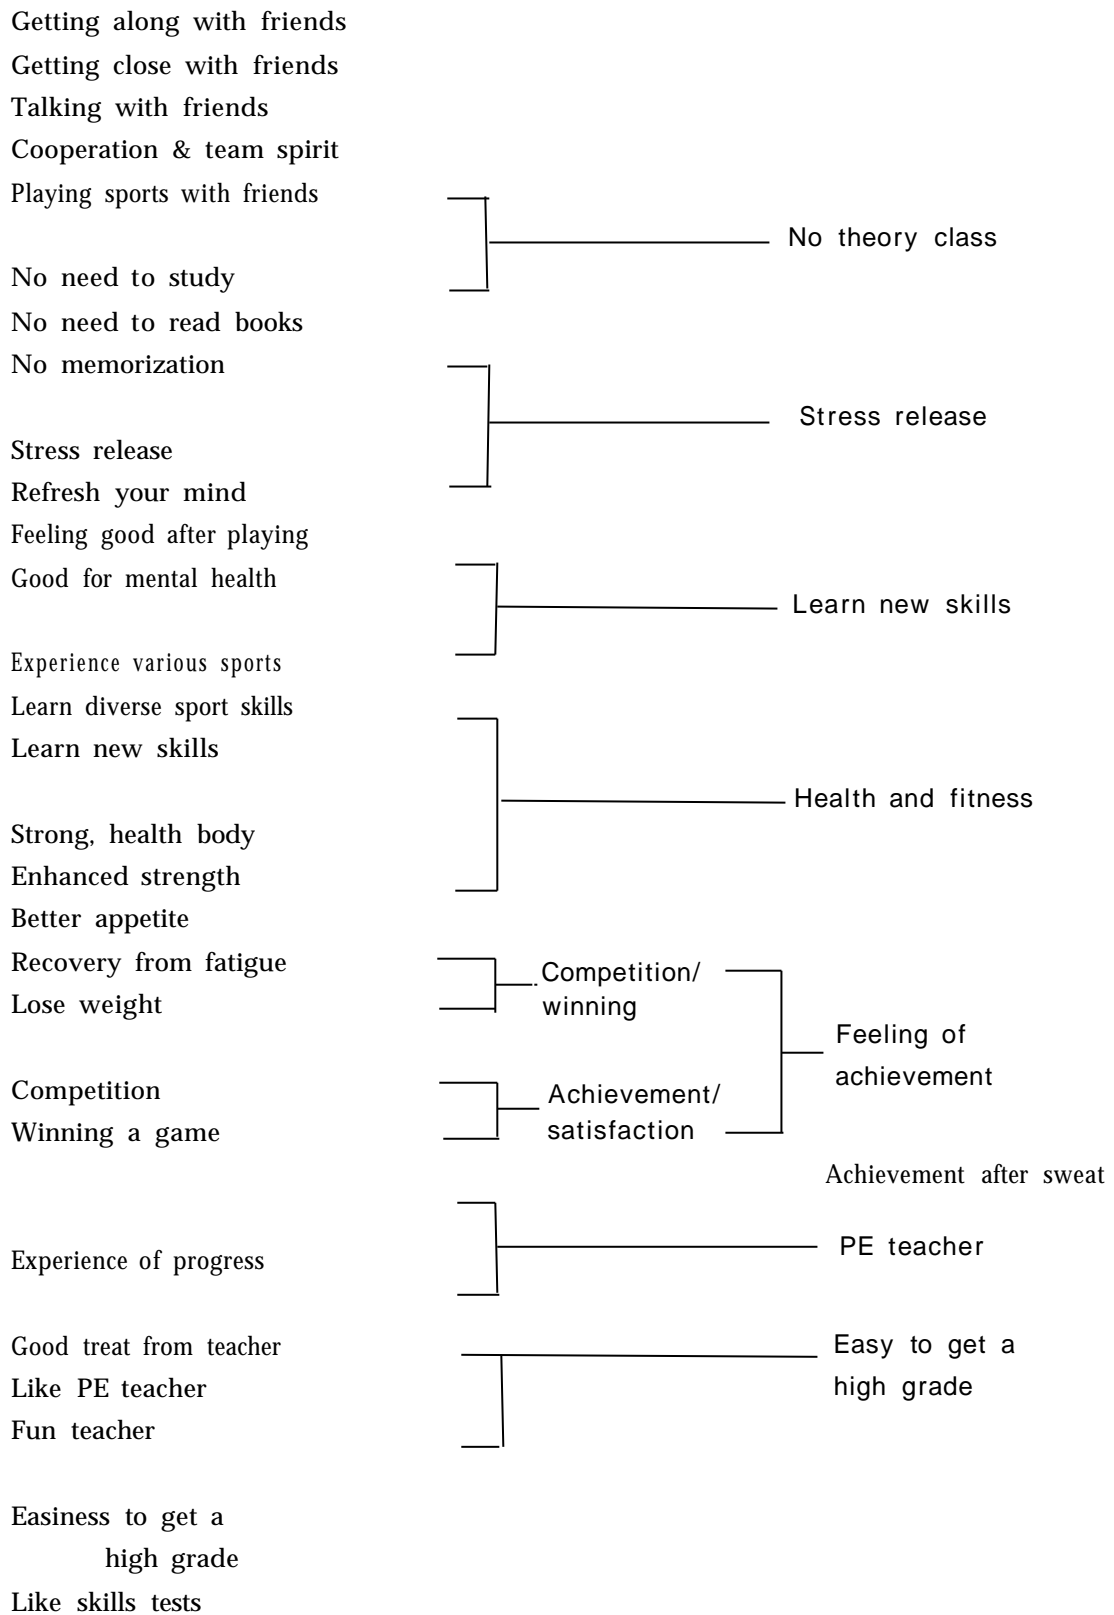 Getting along with friends
Getting close with friends
Talking with friends
Cooperation & team spirit
Playing sports with friends
No theory class
No need to study
No need to read books
No memorization
Stress release
Stress release
Refresh your mind
Feeling good after playing
Good for mental health
Learn new skills
Experience various sports
Learn diverse sport skills
Learn new skills
Health and fitness
Strong, health body
Enhanced strength
Better appetite
Recovery from fatigue
Lose weight
Competition/
winning
Feeling of
achievement
Competition
Winning a game
Achievement/
satisfaction
Achievement after sweat
PE teacher
Experience of progress
Good treat from teacher
Like PE teacher
Fun teacher
Easy to get a
high grade
Easiness to get a
high grade
Like skills tests